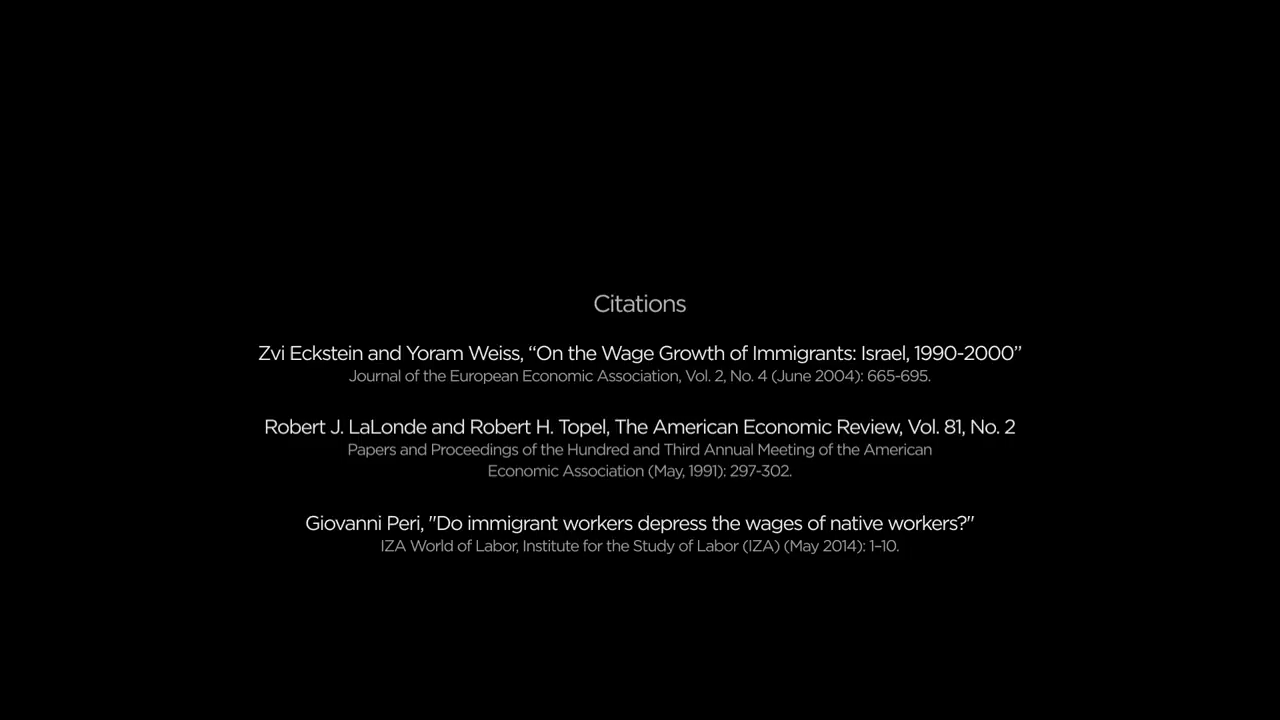 Citations
Zvi Eckstein and Yoram Weiss, “On the Wage Growth of Immigrants: Israel, 1990-2000”
Journal of the European Economic Association, Vol. 2, No. 4 (June 2004): 665-695.
Robert J. LaLonde and Robert H. Topel, The American Economic Review, Vol. 81, No. 2
Papers and Proceedings of the Hundred and Third Annual Meeting of the American
Economic Association (May, 1991): 297-302.
Giovanni Peri, "Do immigrant workers depress the wages of native workers?"
IZA World of Labor, Institute for the Study of Labor (IZA) (May 2014): 1–10.